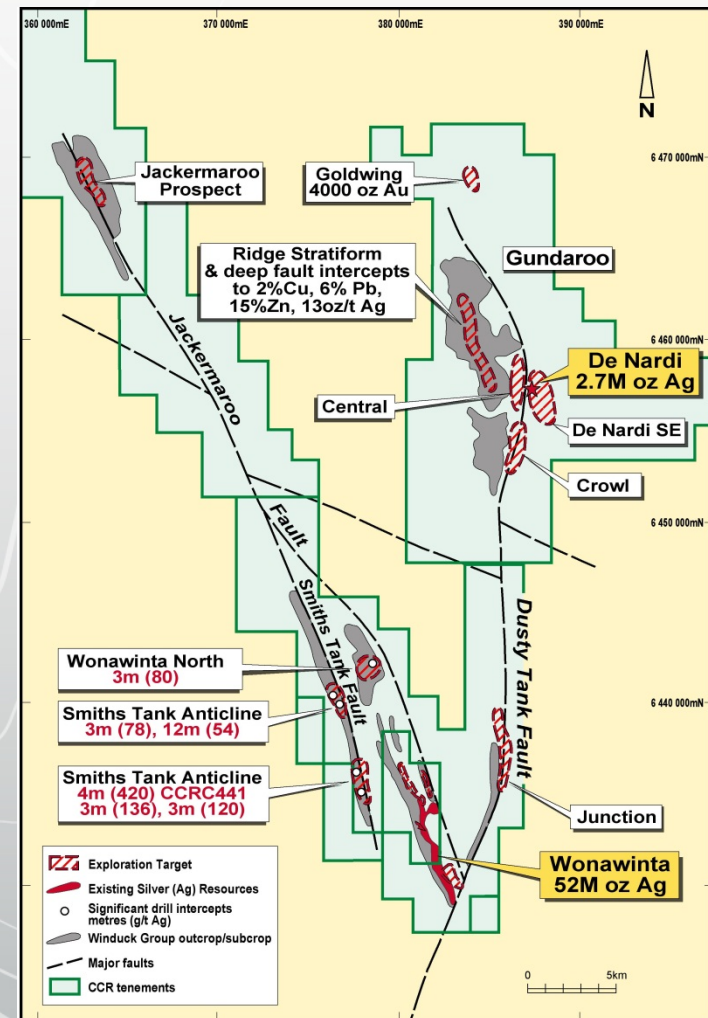 360 000mE
370 000mE
380 000mE
390 000mE
N
6 470 000mN
Jackermaroo
Prospect
Goldwing
4000 oz Au
Ridge Stratiform
& deep fault intercepts
to 2%Cu, 6% Pb,
15%Zn, 13oz/t Ag
Gundaroo
6 460 000mN
De Nardi
2.7M oz Ag
Central
De Nardi SE
Crowl
Jackermaroo
Fault
6 450 000mN
Smiths Tank Fault
Dusty Tank Fault
Wonawinta North
3m (80)
6 440 000mN
Smiths Tank Anticline
3m (78), 12m (54)
Smiths Tank Anticline
4m (420) CCRC441
3m (136), 3m (120)
Junction
Wonawinta
52M oz Ag
Exploration Target
Existing Silver (Ag) Resources
Significant drill intercepts
metres (g/t Ag)
Winduck Group outcrop/subcrop
Major faults
CCR tenements
0
5km